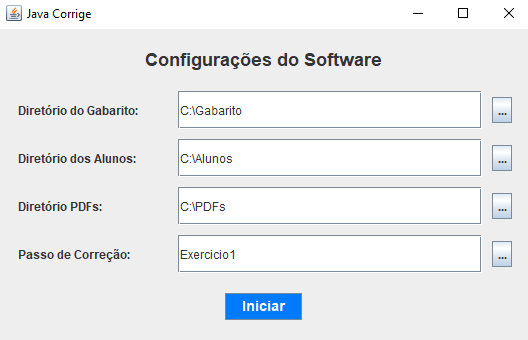 Java Corrige
Configurações do Software
Diretório do Gabarito:
C:\Gabarito
...
Diretório dos Alunos:
C:\Alunos
...
Diretório PDFs:
C:\PDFs
...
Passo de Correção:
Exercicio1
...
Iniciar